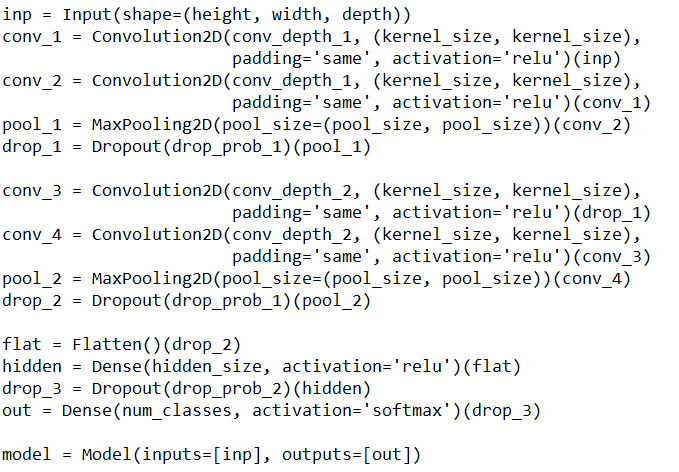 inp = Input(shape=(height, width, depth))
conv_1 = Convolution2D(conv_depth_1, (kernel_size, kernel_size),
                       padding='same', activation='relu')(inp)
conv_2 = Convolution2D(conv_depth_1, (kernel_size, kernel_size),
                       padding='same', activation='relu')(conv_1)
pool_1 = MaxPooling2D(pool_size=(pool_size, pool_size))(conv_2)
drop_1 = Dropout(drop_prob_1)(pool_1)

conv_3 = Convolution2D(conv_depth_2, (kernel_size, kernel_size),
                       padding='same', activation='relu')(drop_1)
conv_4 = Convolution2D(conv_depth_2, (kernel_size, kernel_size),
                       padding='same', activation='relu')(conv_3)
pool_2 = MaxPooling2D(pool_size=(pool_size, pool_size))(conv_4)
drop_2 = Dropout(drop_prob_1)(pool_2)

flat = Flatten()(drop_2)
hidden = Dense(hidden_size, activation='relu')(flat)
drop_3 = Dropout(drop_prob_2)(hidden)
out = Dense(num_classes, activation='softmax')(drop_3)

model = Model(inputs=[inp], outputs=[out])